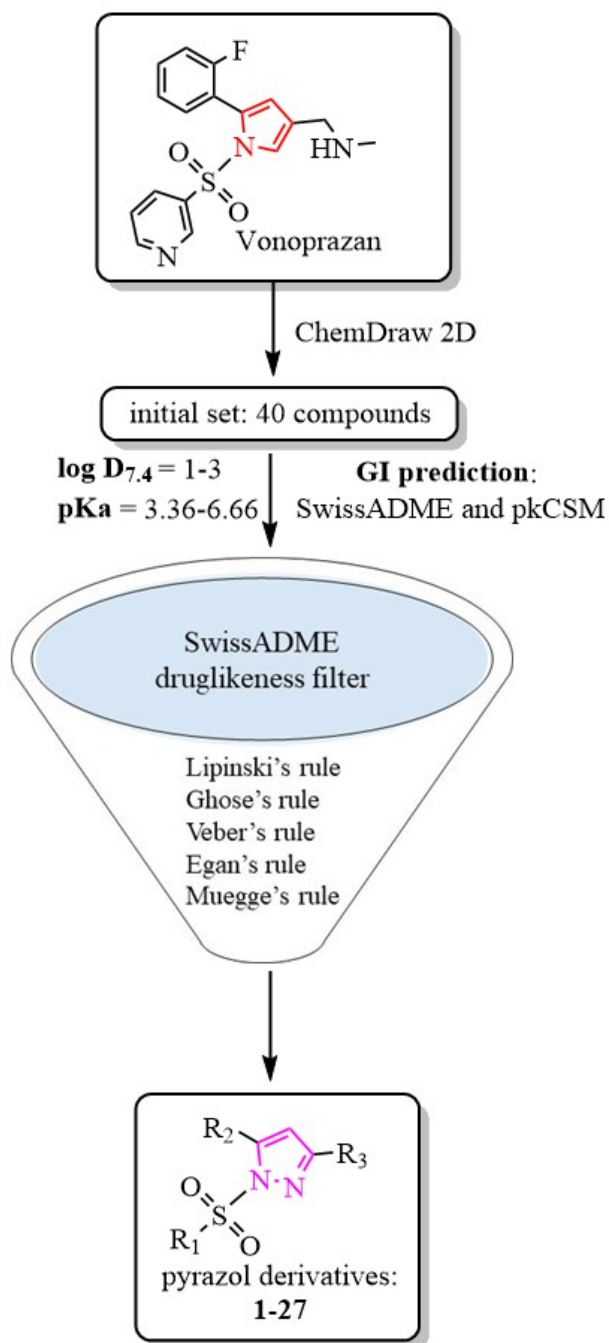 F
N
HN
O
S
O
N
Vonoprazan
ChemDraw 2D
initial set: 40 compounds
log D7.4 = 1-3
GI prediction:
pKa = 3.36-6.66
SwissADME and pkCSM
SwissADME
druglikeness filter
Lipinski's rule
Ghose's rule
Veber's rule
Egan's rule
Muegge's rule
R2
R3
N-N
O
S
R1
O
pyrazol derivatives:
1-27